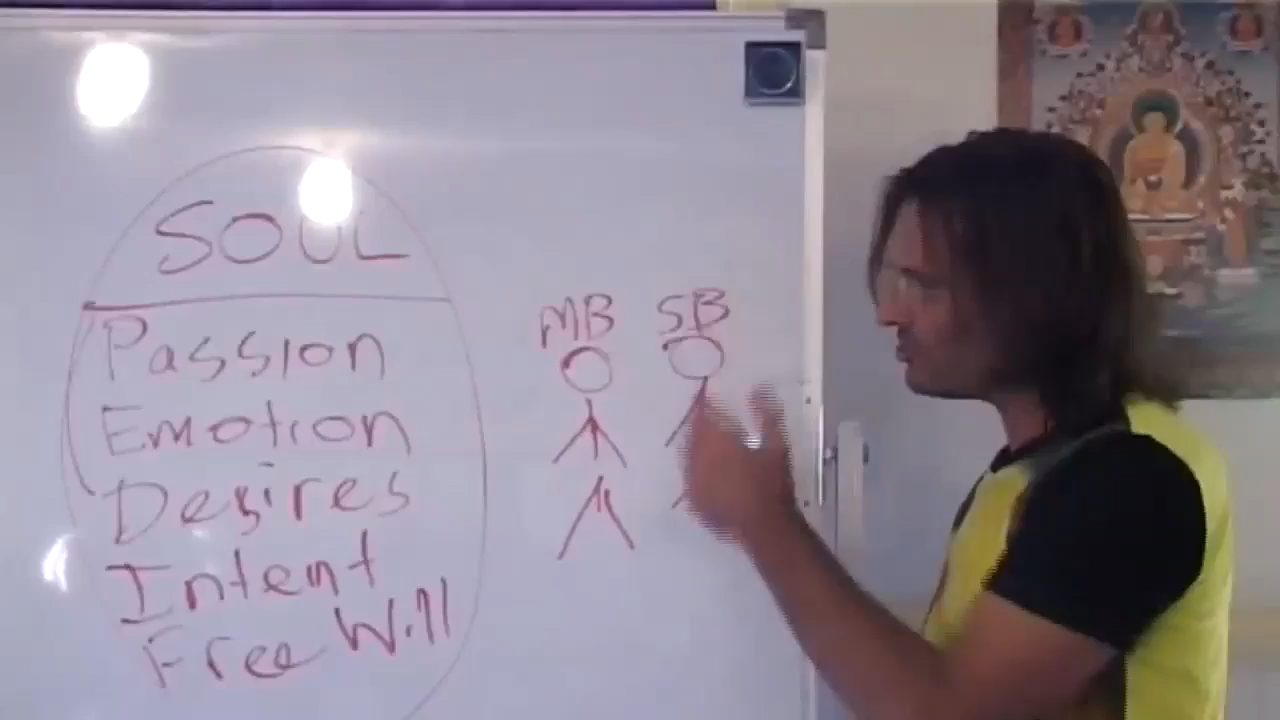 SOUL
Passion
Emotion
Desires
Intent
Free Will
MB SB